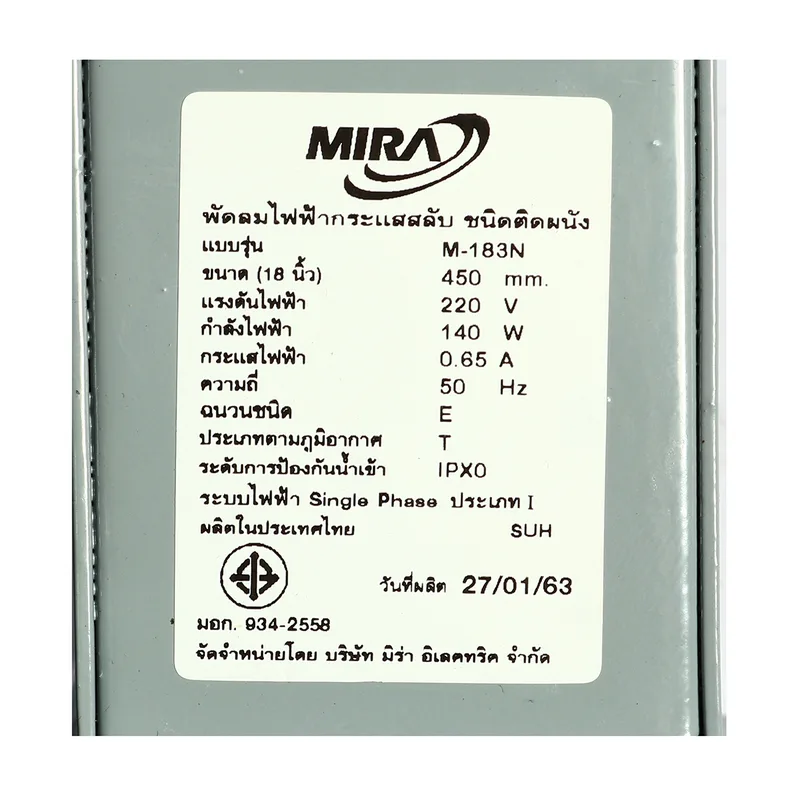 MIRA
พัดลมไฟฟ้ากระแสสลับ ชนิดติดผนัง
แบบรุ่น M-183N
ขนาด (18 นิ้ว) 450 mm.
แรงดันไฟฟ้า 220 V
กำลังไฟฟ้า 140 W
กระแสไฟฟ้า 0.65 A
ความถี่ 50 Hz
ฉนวนชนิด E
ประเภทตามภูมิอากาศ T
ระดับการป้องกันน้ำเข้า IPX0
ระบบไฟฟ้า Single Phase ประเภท I
ผลิตในประเทศไทย SUH
วันที่ผลิต 27/01/63
มอก. 934-2558
จัดจำหน่ายโดย บริษัท มิร่า อิเลคทริค จำกัด